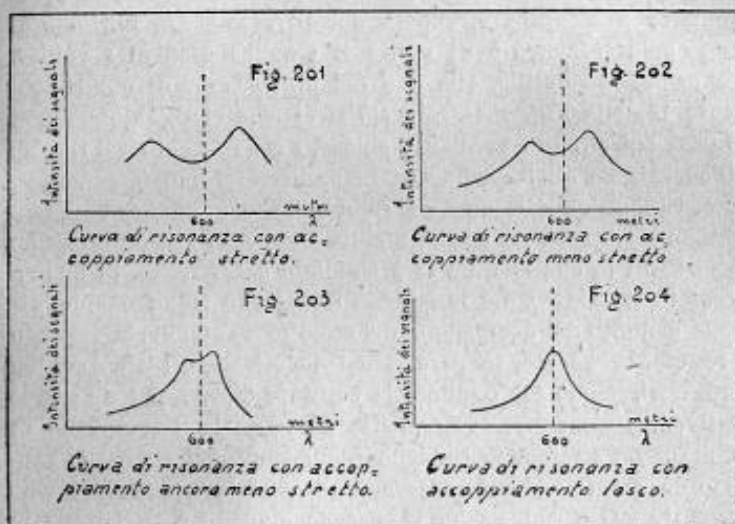 Fig. 201
Intensità dei segnali
metri
600
λ
Curva di risonanza con ac=
coppiamento stretto.
Fig. 202
Intensità dei segnali
600
metri
Curva di risonanza con ac
coppiamento meno stretto
Fig. 203
Intensità dei segnali
metri
600
λ
Curva di risonanza con accop=
piamento ancora meno stretto.
Fig. 204
Intensità dei segnali
metri
600
λ
Curva di risonanza con
accoppiamento lasco.